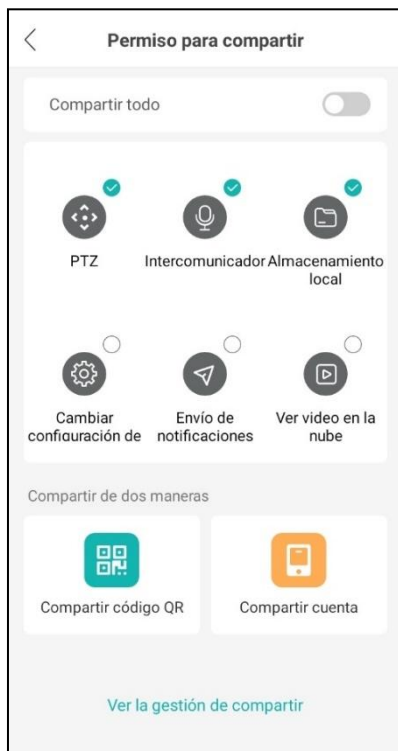 Permiso para compartir
Compartir todo
PTZ
Intercomunicador
Almacenamiento
local
Cambiar
configuración de
Envío de
notificaciones
Ver video en la
nube
Compartir de dos maneras
Compartir código QR
Compartir cuenta
Ver la gestión de compartir